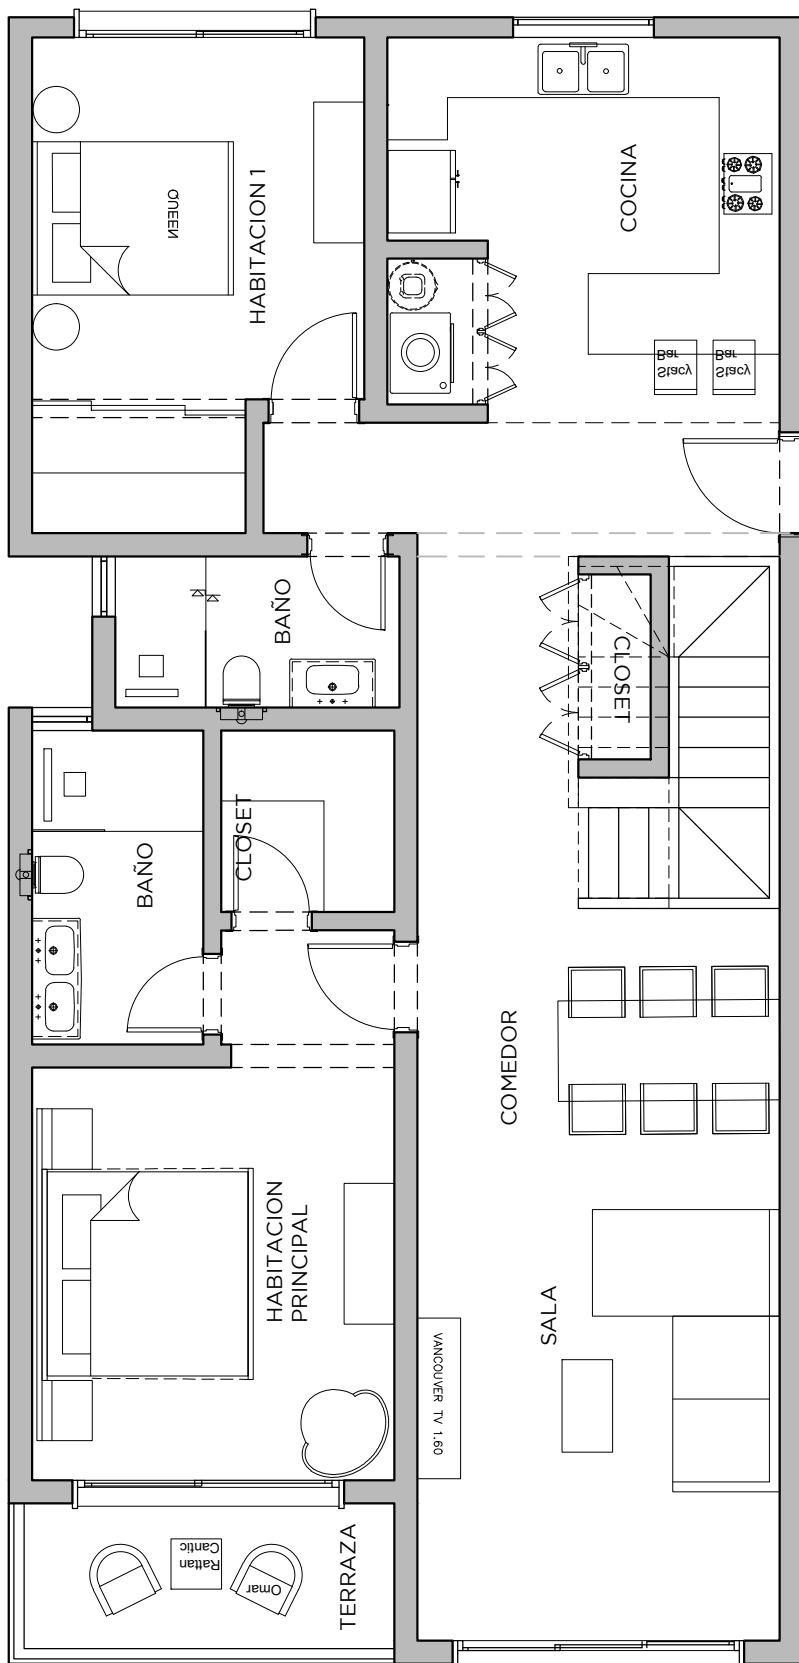 QUEEN
HABITACION 1
COCINA
Bar
Stacy
Bar
Stacy
BAÑO
CLOSET
CLOSET
BAÑO
COMEDOR
HABITACION
PRINCIPAL
SALA
VANCOUVER TV 1.60
TERRAZA
Rattan
Cantic
Omar